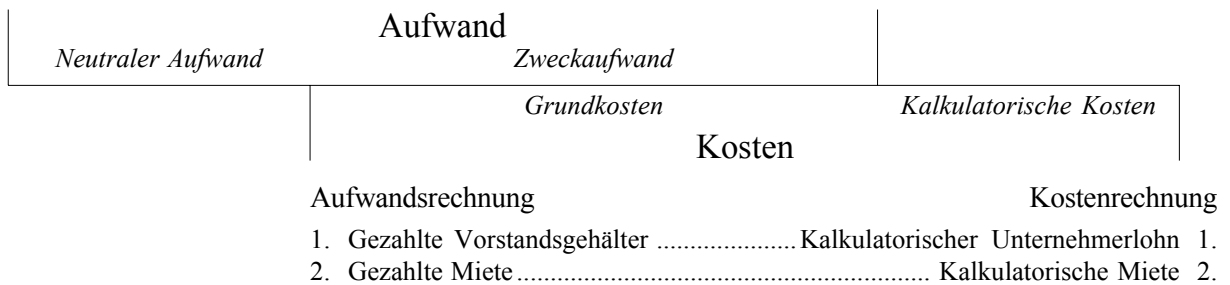 Aufwand
Neutraler Aufwand Zweckaufwand
Grundkosten Kalkulatorische Kosten
Kosten
Aufwandsrechnung Kostenrechnung
1. Gezahlte Vorstandsgehälter ..................... Kalkulatorischer Unternehmerlohn 1.
2. Gezahlte Miete .............................................................. Kalkulatorische Miete 2.